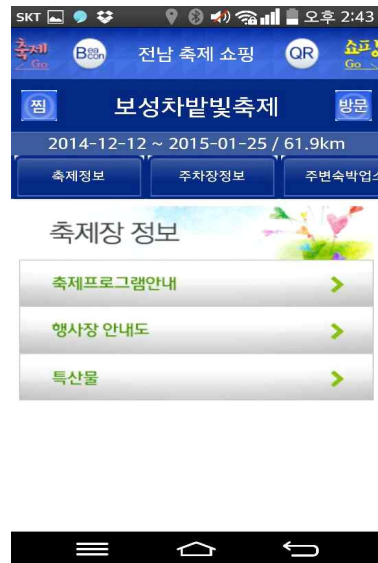 SKT 오후 2:43
축제 Go Beacon 전남 축제 쇼핑 QR 쇼핑 Go
찜 보성차밭빛축제 방문
2014-12-12 ~ 2015-01-25 / 61.9km
축제정보 주차장정보 주변숙박업소
축제장 정보
축제프로그램안내
행사장 안내도
특산물